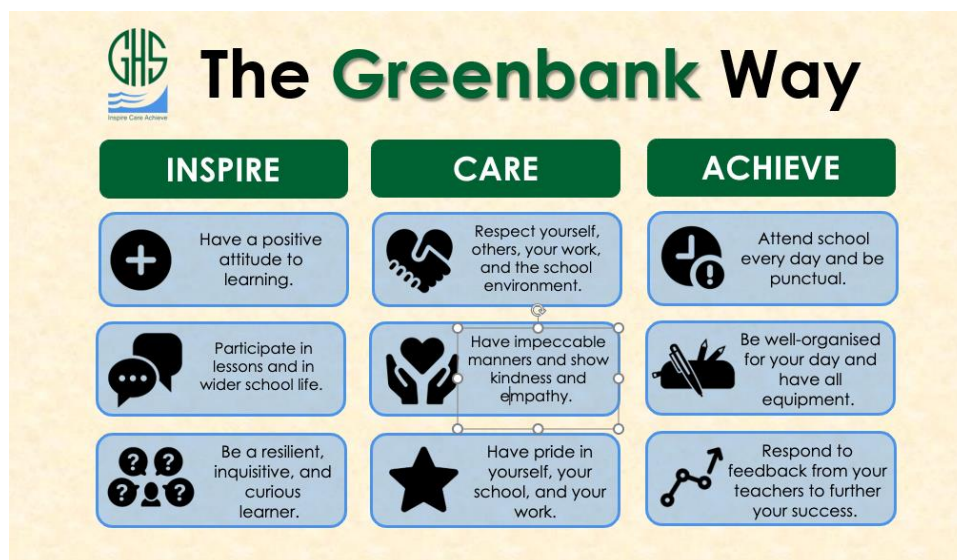 GHS
Inspire Care Achieve
The Greenbank Way
INSPIRE
Have a positive
attitude to
learning.
Participate in
lessons and in
wider school life.
Be a resilient,
inquisitive, and
curious
learner.
CARE
Respect yourself,
others, your work,
and the school
environment.
Have impeccable
manners and show
kindness and
empathy.
Have pride in
yourself, your
school, and your
work.
ACHIEVE
Attend school
every day and be
punctual.
Be well-organised
for your day and
have all
equipment.
Respond to
feedback from your
teachers to further
your success.